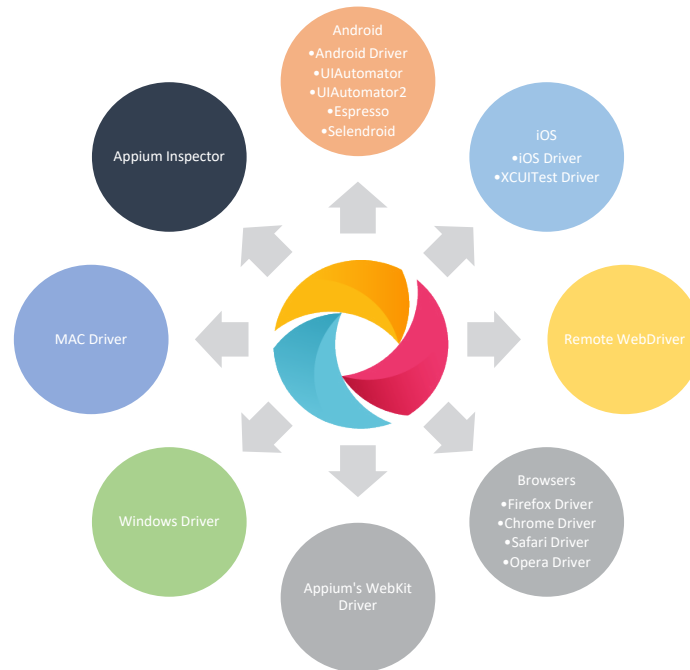 Android
•Android Driver
•UIAutomator
•UIAutomator2
•Espresso
•Selendroid
iOS
•iOS Driver
•XCUITest Driver
Remote WebDriver
Browsers
•Firefox Driver
•Chrome Driver
•Safari Driver
•Opera Driver
Appium's WebKit
Driver
Windows Driver
MAC Driver
Appium Inspector